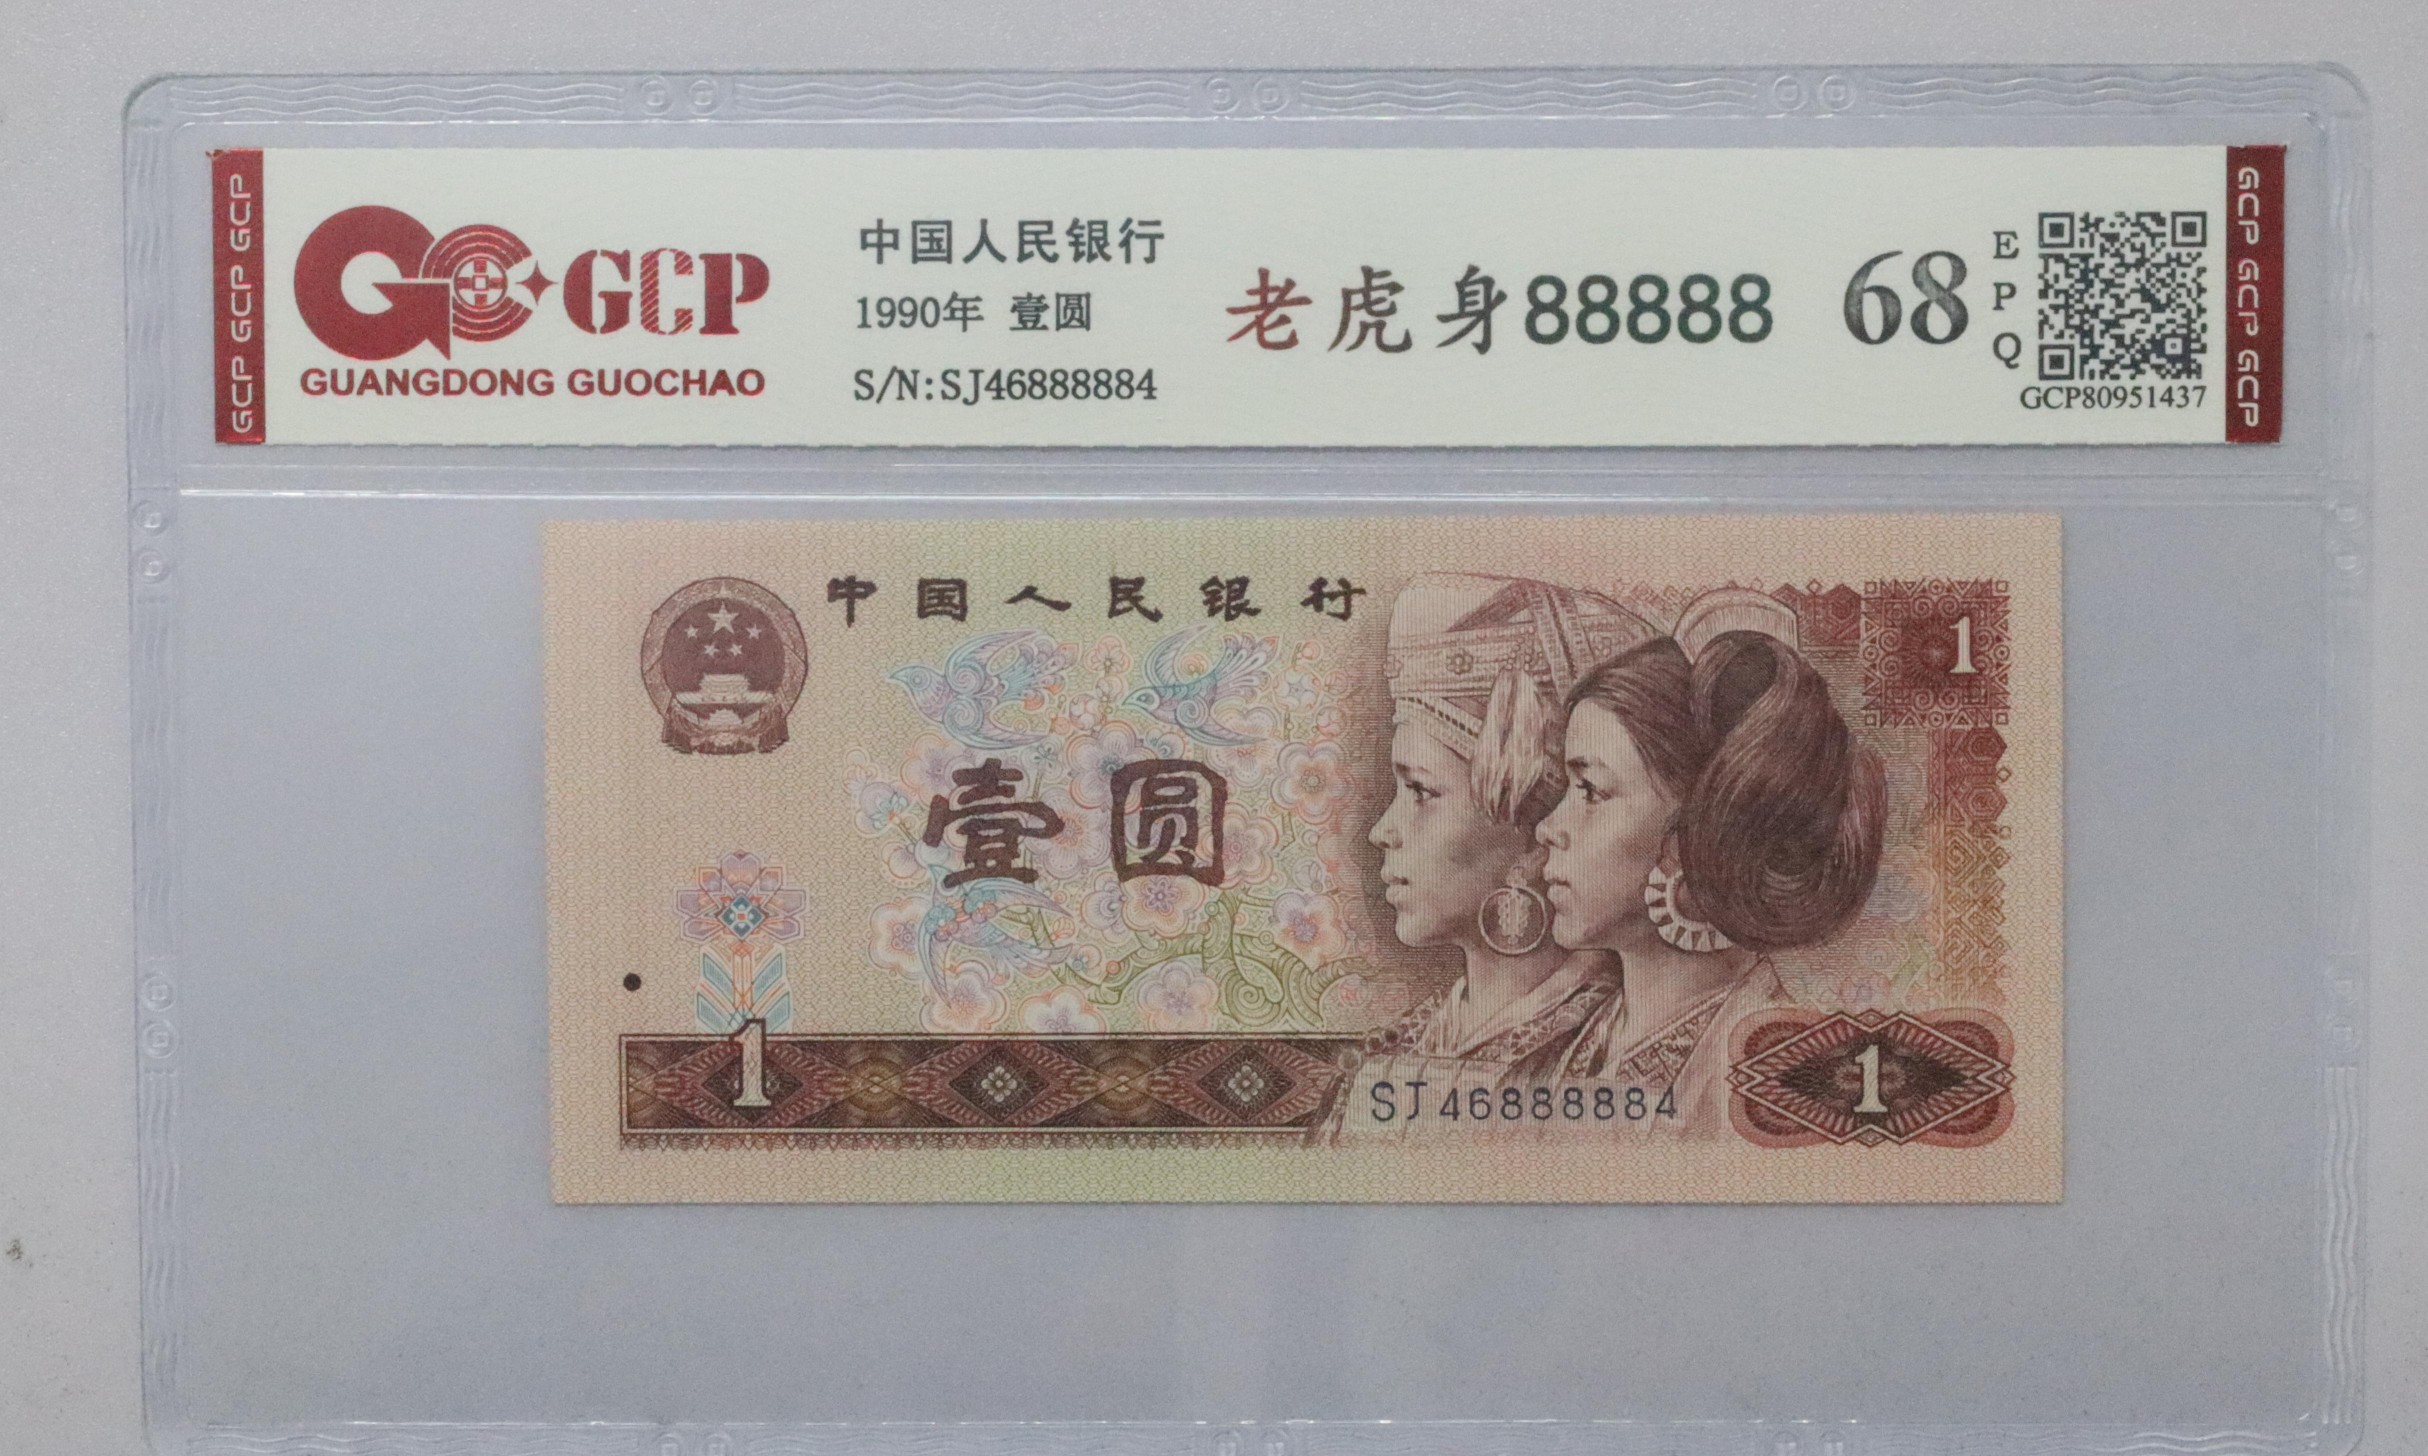 GCP GCP GCP
GCP
GUANGDONG GUOCHAO
中国人民银行
1990年 壹圆
S/N:SJ46888884
老虎身88888
68
E
P
Q
GCP80951437
GCP GCP GCP
中国人民银行
1
壹圆
1
SJ46888884
1